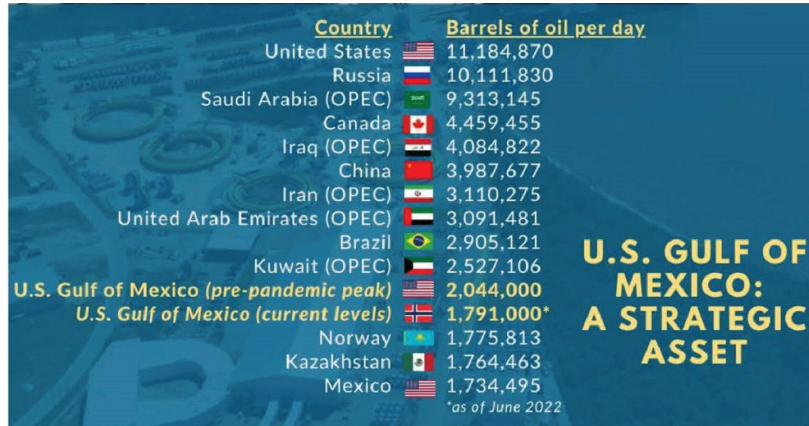 Country Barrels of oil per day
United States 11,184,870
Russia 10,111,830
Saudi Arabia (OPEC) 9,313,145
Canada 4,459,455
Iraq (OPEC) 4,084,822
China 3,987,677
Iran (OPEC) 3,110,275
United Arab Emirates (OPEC) 3,091,481
Brazil 2,905,121
Kuwait (OPEC) 2,527,106
U.S. Gulf of Mexico (pre-pandemic peak) 2,044,000
U.S. Gulf of Mexico (current levels) 1,791,000*
Norway 1,775,813
Kazakhstan 1,764,463
Mexico 1,734,495
*as of June 2022
U.S. GULF OF
MEXICO:
A STRATEGIC
ASSET